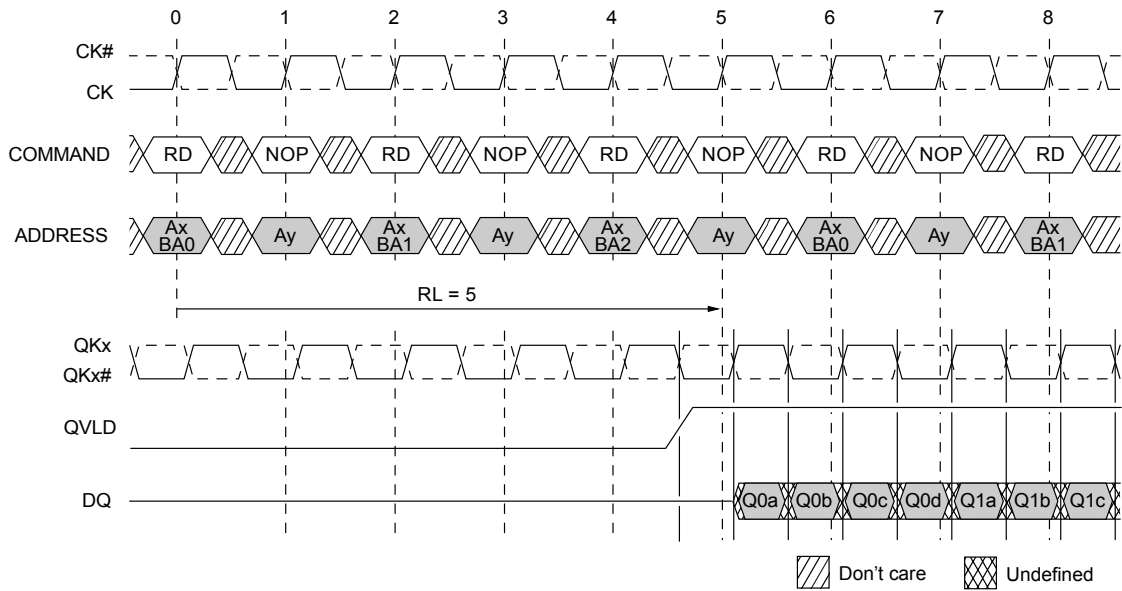 0 1 2 3 4 5 6 7 8
CK#
CK
COMMAND RD NOP RD NOP RD NOP RD NOP RD
ADDRESS Ax BA0 Ay Ax BA1 Ay Ax BA2 Ay Ax BA0 Ay Ax BA1
RL = 5
QKx
QKx#
QVLD
DQ Q0a Q0b Q0c Q0d Q1a Q1b Q1c
Don't care Undefined